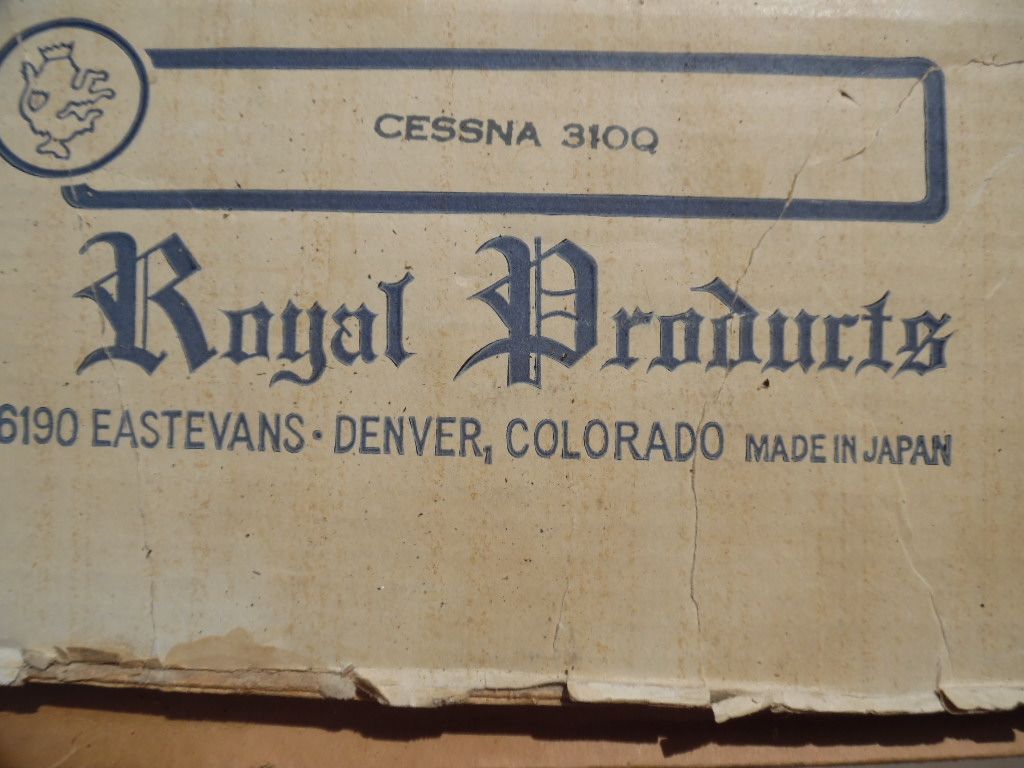 CESSNA 310Q
Royal Products
6190 EASTEVANS · DENVER, COLORADO MADE IN JAPAN